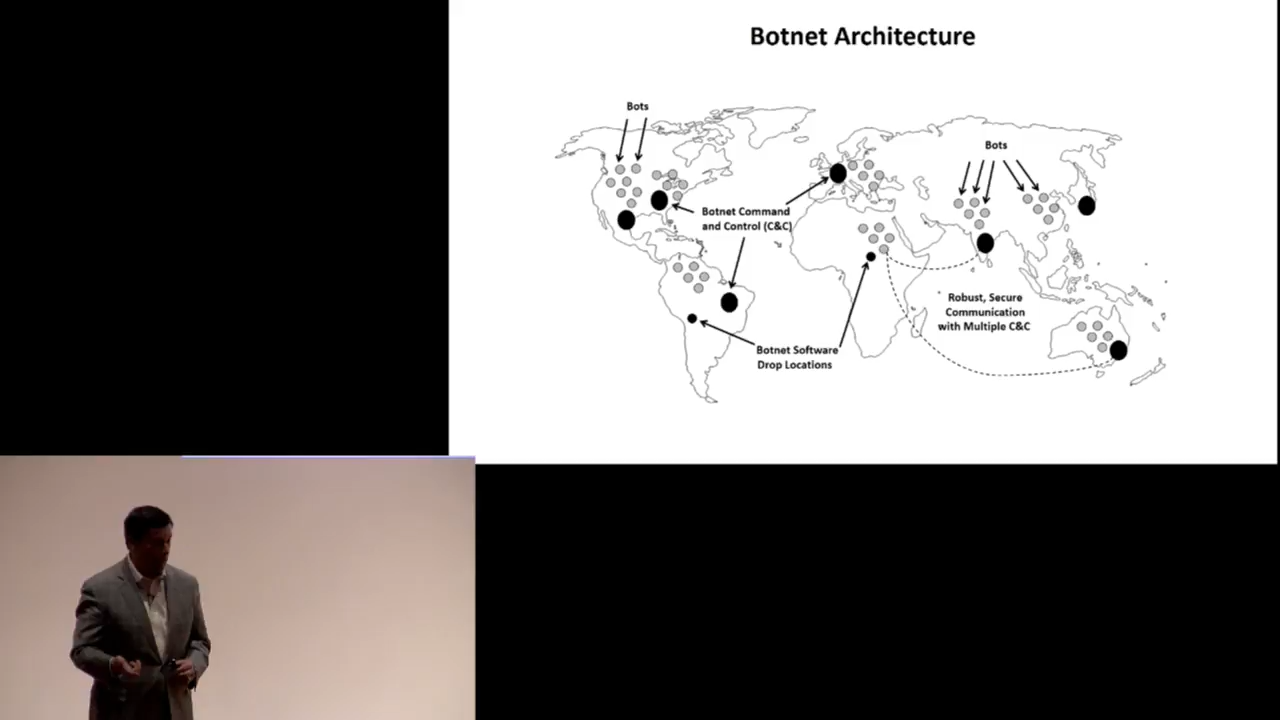 Botnet Architecture
Bots
Bots
Botnet Command
and Control (C&C)
Robust, Secure
Communication
with Multiple C&C
Botnet Software
Drop Locations